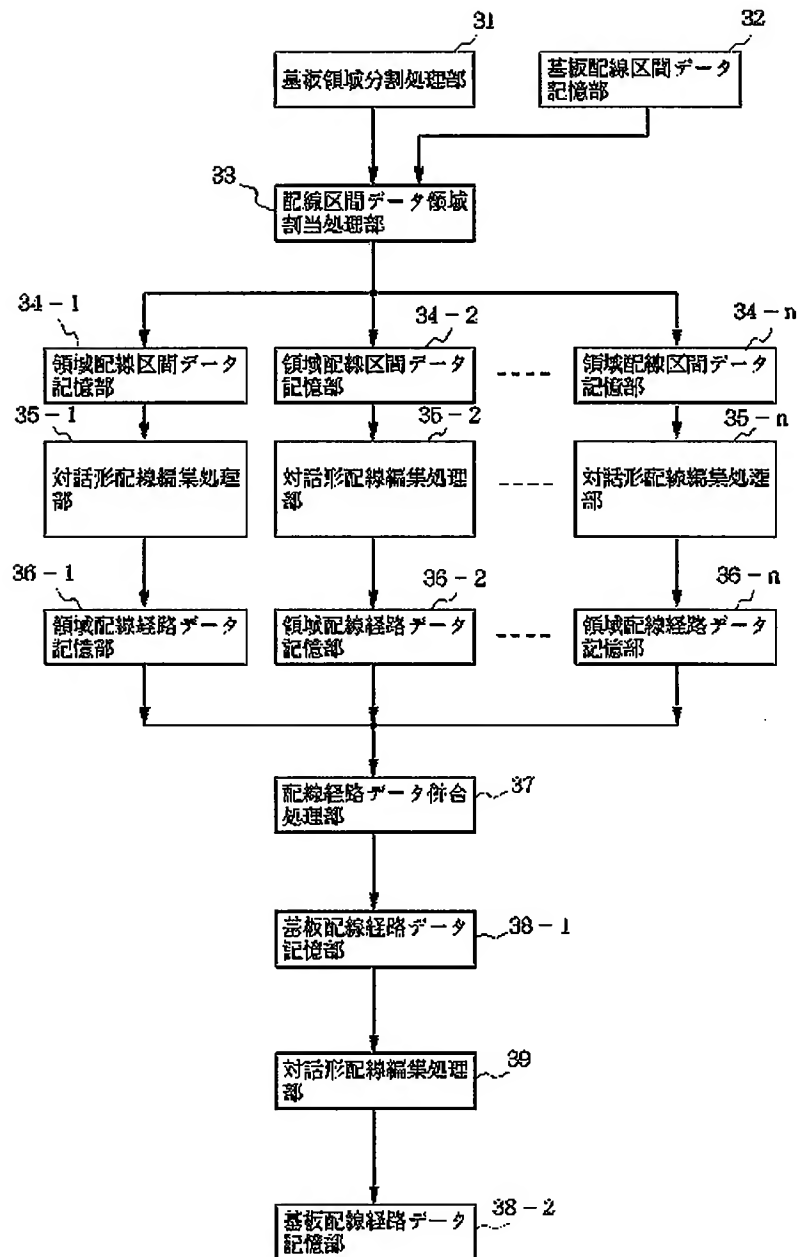 31
32
基板領域分割処理部
基板配線区間データ
記憶部
33
配線区間データ領域
割当処理部
34-1
34-2
34-n
領域配線区間データ
記憶部
領域配線区間データ
記憶部
領域配線区間データ
記憶部
35-1
35-2
35-n
対話形配線編集処理
部
対話形配線編集処理
部
対話形配線編集処理
部
36-1
36-2
36-n
領域配線経路データ
記憶部
領域配線経路データ
記憶部
領域配線経路データ
記憶部
配線経路データ併合
処理部
37
基板配線経路データ
記憶部
38-1
対話形配線編集処理
部
39
基板配線経路データ
記憶部
38-2